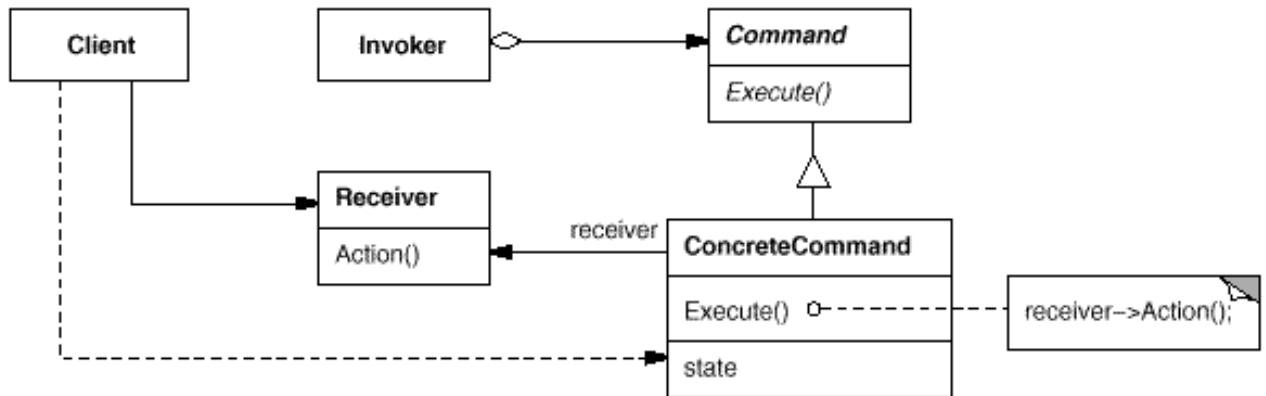 Client
Invoker
Command
Execute()
Receiver
Action()
receiver
ConcreteCommand
Execute()
receiver–>Action();
state